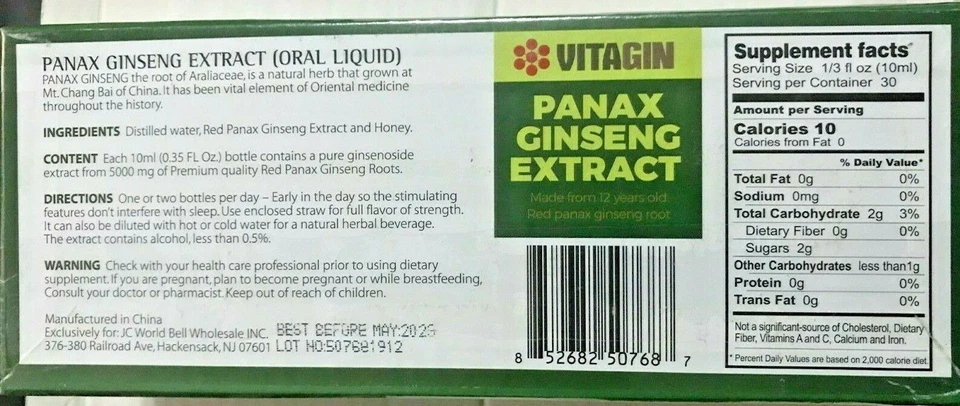 PANAX GINSENG EXTRACT (ORAL LIQUID)
PANAX GINSENG the root of Araliaceae, is a natural herb that grown at
Mt. Chang Bai of China. It has been vital element of Oriental medicine
throughout the history.
INGREDIENTS Distilled water, Red Panax Ginseng Extract and Honey.
CONTENT Each 10ml (0.35 FL Oz.) bottle contains a pure ginsenoside
extract from 5000 mg of Premium quality Red Panax Ginseng Roots.
DIRECTIONS One or two bottles per day – Early in the day so the stimulating
features don't interfere with sleep. Use enclosed straw for full flavor of strength.
It can also be diluted with hot or cold water for a natural herbal beverage.
The extract contains alcohol, less than 0.5%.
WARNING Check with your health care professional prior to using dietary
supplement. If you are pregnant, plan to become pregnant or while breastfeeding,
Consult your doctor or pharmacist. Keep out of reach of children.
Manufactured in China
Exclusively for: JC World Bell Wholesale INC.
376-380 Railroad Ave, Hackensack, NJ 07601
BEST BEFORE MAY:
LOT NO:507681912
VITAGIN
PANAX
GINSENG
EXTRACT
Made from 12 years old
Red panax ginseng root
8 52682 50768 7
Supplement facts*
Serving Size 1/3 fl oz (10ml)
Serving per Container 30
Amount per Serving
Calories 10
Calories from Fat 0
% Daily Value*
Total Fat 0g 0%
Sodium 0mg 0%
Total Carbohydrate 2g 3%
Dietary Fiber 0g 0%
Sugars 2g
Other Carbohydrates less than1g
Protein 0g 0%
Trans Fat 0g 0%
Not a significant-source of Cholesterol, Dietary
Fiber, Vitamins A and C, Calcium and Iron.
* Percent Daily Values are based on 2,000 calorie diet.